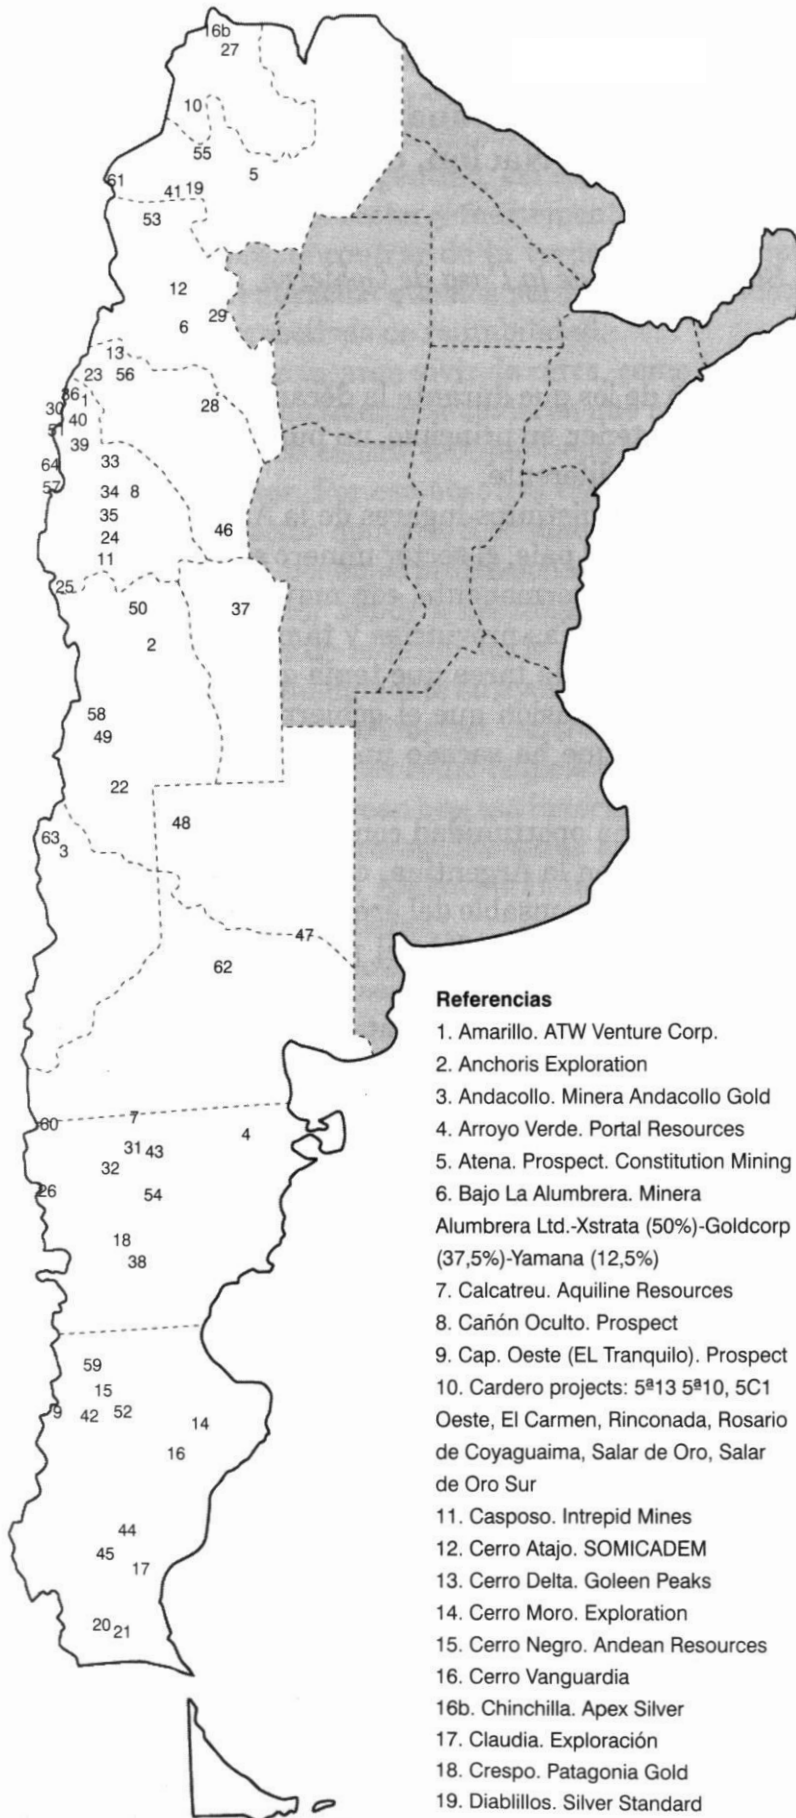 16b
27
10
55
5
61
41
19
53
12
29
6
13
23
56
36
1
28
30
40
51
39
64
33
57
34
8
35
46
24
11
25
50
37
2
58
49
22
48
63
3
47
62
60
7
4
31
43
32
26
54
18
38
59
15
9
42
52
14
16
44
45
17
20
21
Referencias
1. Amarillo. ATW Venture Corp.
2. Anchoris Exploration
3. Andacollo. Minera Andacollo Gold
4. Arroyo Verde. Portal Resources
5. Atena. Prospect. Constitution Mining
6. Bajo La Alumbrera. Minera
Alumbrera Ltd.-Xstrata (50%)-Goldcorp
(37,5%)-Yamana (12,5%)
7. Calcatreu. Aquiline Resources
8. Cañón Oculto. Prospect
9. Cap. Oeste (EL Tranquilo). Prospect
10. Cardero projects: 5ª13 5ª10, 5C1
Oeste, El Carmen, Rinconada, Rosario
de Coyaguaima, Salar de Oro, Salar
de Oro Sur
11. Casposo. Intrepid Mines
12. Cerro Atajo. SOMICADEM
13. Cerro Delta. Goleen Peaks
14. Cerro Moro. Exploration
15. Cerro Negro. Andean Resources
16. Cerro Vanguardia
16b. Chinchilla. Apex Silver
17. Claudia. Exploración
18. Crespo. Patagonia Gold
19. Diablillos. Silver Standard